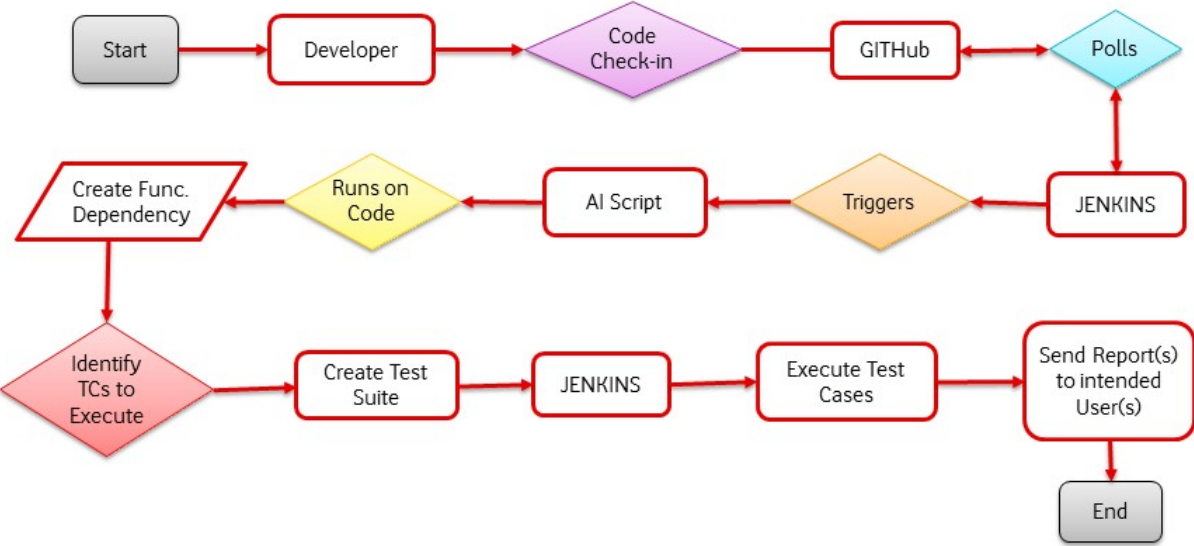 Start
Developer
Code
Check-in
GITHub
Polls
JENKINS
Triggers
AI Script
Runs on
Code
Create Func.
Dependency
Identify
TCs to
Execute
Create Test
Suite
JENKINS
Execute Test
Cases
Send Report(s)
to intended
User(s)
End